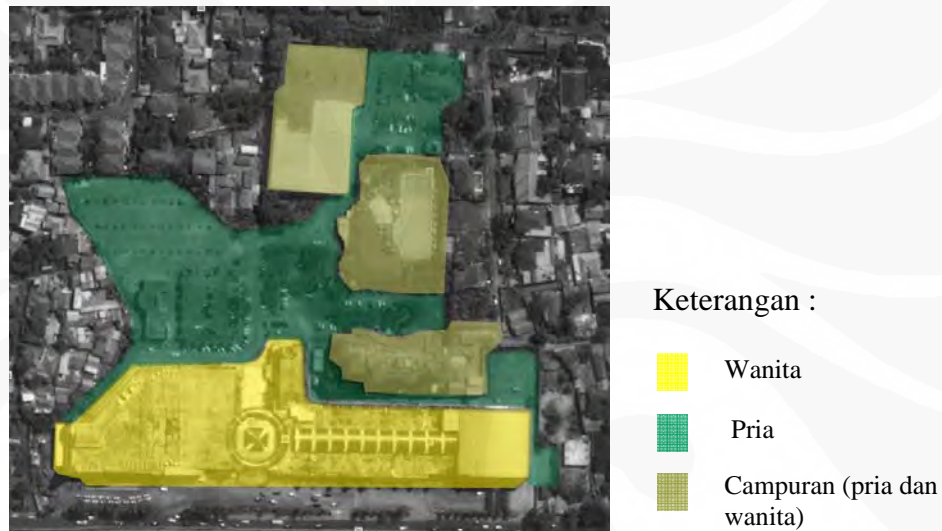 Keterangan :
Wanita
Pria
Campuran (pria dan
wanita)